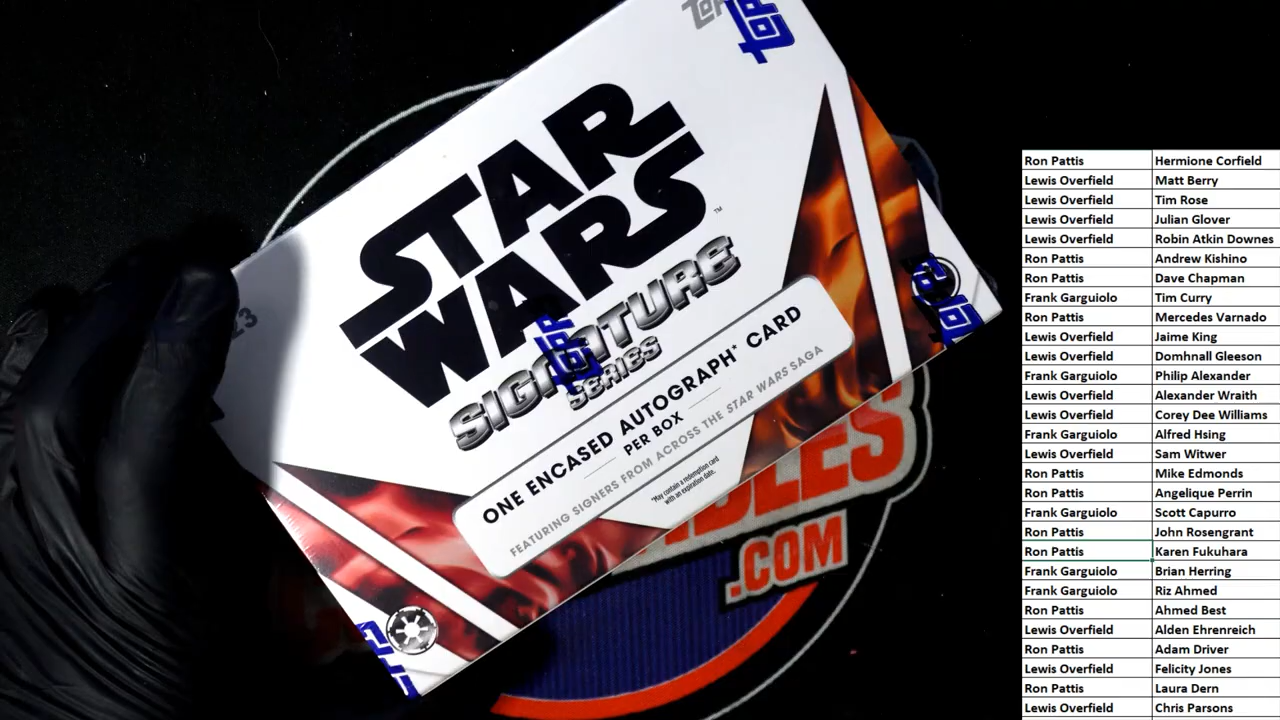 Topps
topps
STAR
WARS
™
SIGNATURE
SERIES
ONE ENCASED AUTOGRAPH* CARD
PER BOX
FEATURING SIGNERS FROM ACROSS THE STAR WARS SAGA
*May contain a redemption card
with an expiration date.
23
.COM
Ron Pattis Hermione Corfield
Lewis Overfield Matt Berry
Lewis Overfield Tim Rose
Lewis Overfield Julian Glover
Lewis Overfield Robin Atkin Downes
Ron Pattis Andrew Kishino
Ron Pattis Dave Chapman
Frank Garguiolo Tim Curry
Ron Pattis Mercedes Varnado
Lewis Overfield Jaime King
Lewis Overfield Domhnall Gleeson
Frank Garguiolo Philip Alexander
Lewis Overfield Alexander Wraith
Lewis Overfield Corey Dee Williams
Frank Garguiolo Alfred Hsing
Lewis Overfield Sam Witwer
Ron Pattis Mike Edmonds
Ron Pattis Angelique Perrin
Frank Garguiolo Scott Capurro
Ron Pattis John Rosengrant
Ron Pattis Karen Fukuhara
Frank Garguiolo Brian Herring
Frank Garguiolo Riz Ahmed
Ron Pattis Ahmed Best
Lewis Overfield Alden Ehrenreich
Ron Pattis Adam Driver
Lewis Overfield Felicity Jones
Ron Pattis Laura Dern
Lewis Overfield Chris Parsons